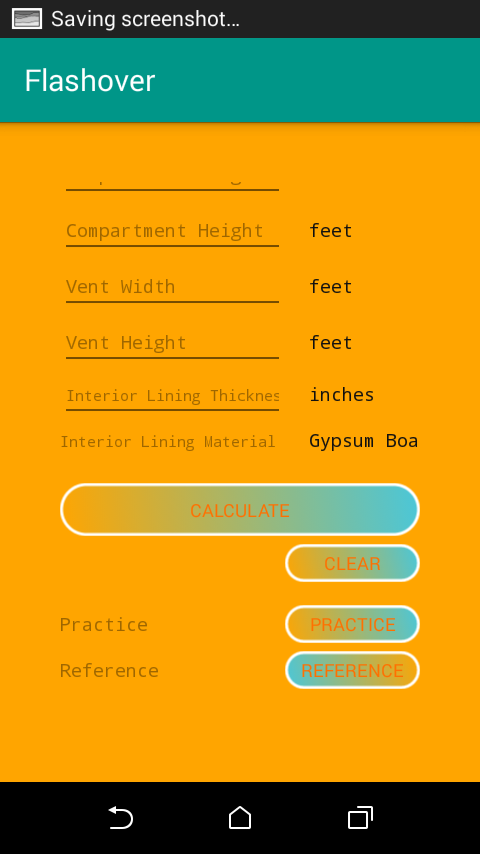 Saving screenshot...
Flashover
Compartment Height feet
Vent Width feet
Vent Height feet
Interior Lining Thicknes inches
Interior Lining Material Gypsum Boa
CALCULATE
CLEAR
Practice PRACTICE
Reference REFERENCE